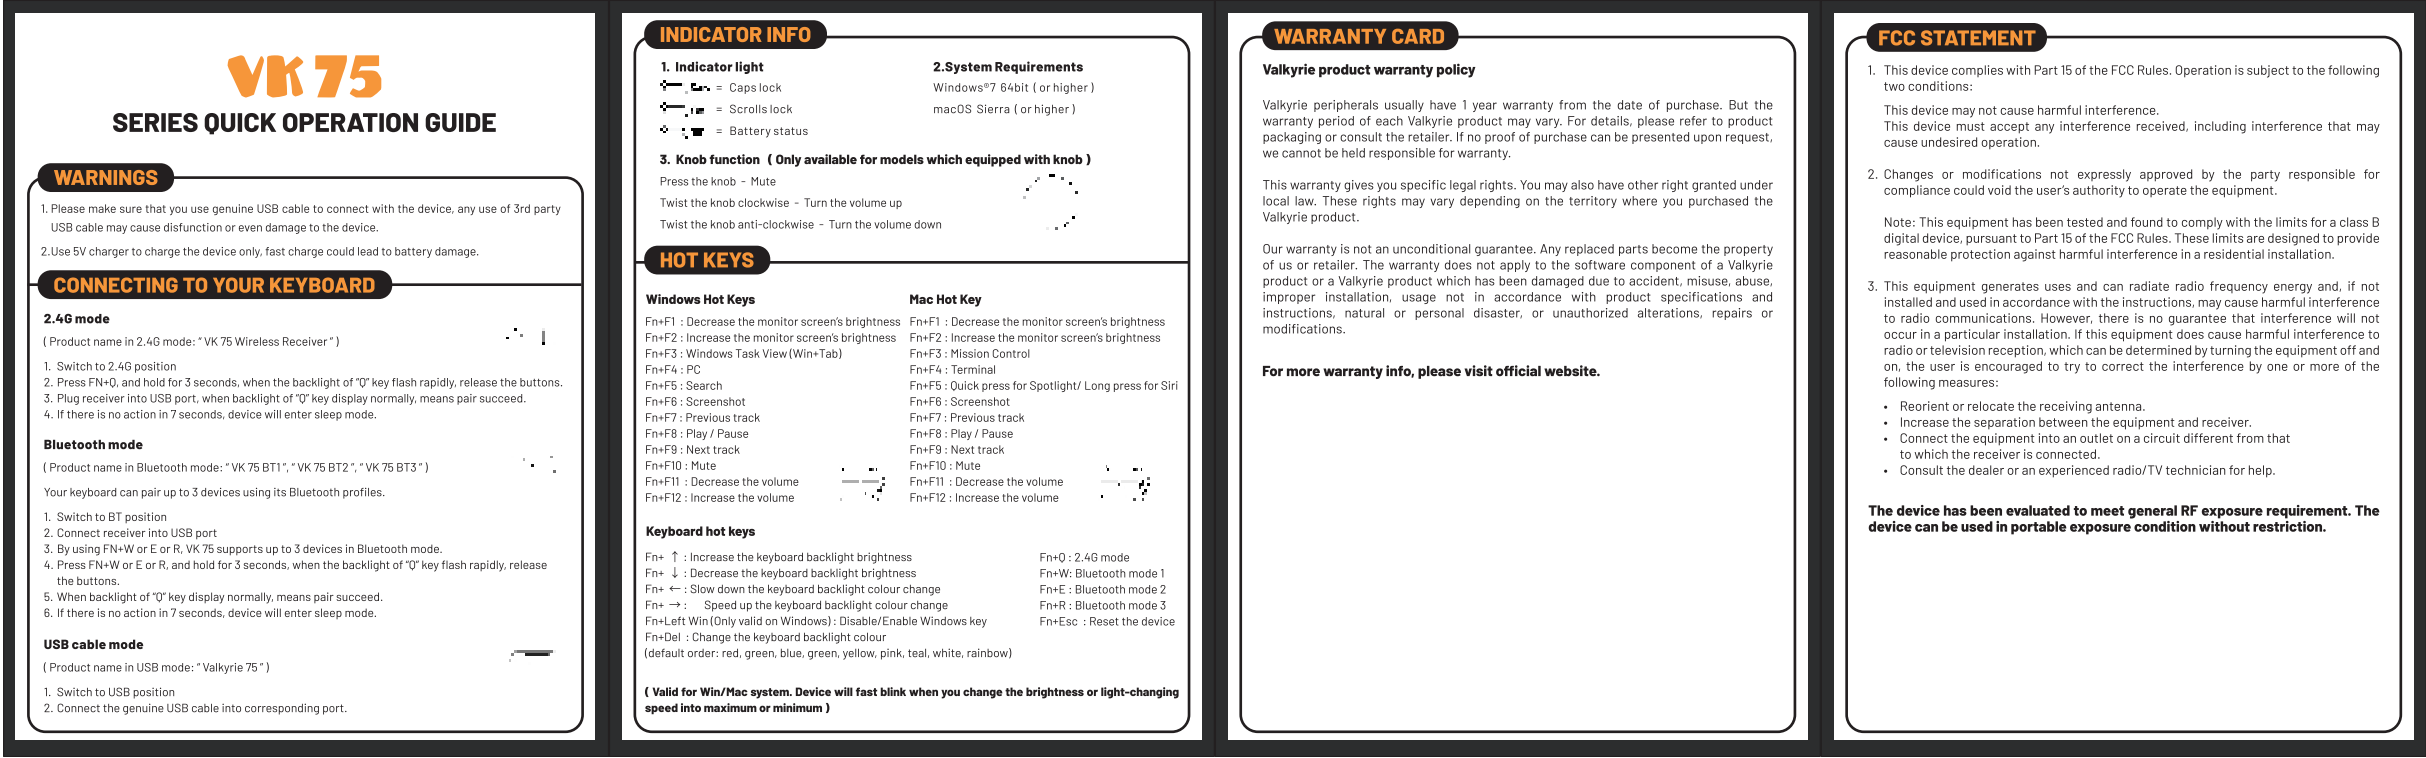 VK 75
SERIES QUICK OPERATION GUIDE
WARNINGS
1. Please make sure that you use genuine USB cable to connect with the device, any use of 3rd party
USB cable may cause disfunction or even damage to the device.
2.Use 5V charger to charge the device only, fast charge could lead to battery damage.
CONNECTING TO YOUR KEYBOARD
2.4G mode
( Product name in 2.4G mode: “ VK 75 Wireless Receiver ” )
1. Switch to 2.4G position
2. Press FN+Q, and hold for 3 seconds, when the backlight of “Q” key flash rapidly, release the buttons.
3. Plug receiver into USB port, when backlight of “Q” key display normally, means pair succeed.
4. If there is no action in 7 seconds, device will enter sleep mode.
Bluetooth mode
( Product name in Bluetooth mode: “ VK 75 BT1 ”, “ VK 75 BT2 ”, “ VK 75 BT3 ” )
Your keyboard can pair up to 3 devices using its Bluetooth profiles.
1. Switch to BT position
2. Connect receiver into USB port
3. By using FN+W or E or R, VK 75 supports up to 3 devices in Bluetooth mode.
4. Press FN+W or E or R, and hold for 3 seconds, when the backlight of “Q” key flash rapidly, release
the buttons.
5. When backlight of “Q” key display normally, means pair succeed.
6. If there is no action in 7 seconds, device will enter sleep mode.
USB cable mode
( Product name in USB mode: “ Valkyrie 75 ” )
1. Switch to USB position
2. Connect the genuine USB cable into corresponding port.
INDICATOR INFO
1. Indicator light
= Caps lock
= Scrolls lock
= Battery status
2.System Requirements
Windows®7 64bit ( or higher )
macOS Sierra ( or higher )
3. Knob function ( Only available for models which equipped with knob )
Press the knob - Mute
Twist the knob clockwise - Turn the volume up
Twist the knob anti-clockwise - Turn the volume down
HOT KEYS
Windows Hot Keys
Fn+F1 : Decrease the monitor screen’s brightness
Fn+F2 : Increase the monitor screen’s brightness
Fn+F3 : Windows Task View (Win+Tab)
Fn+F4 : PC
Fn+F5 : Search
Fn+F6 : Screenshot
Fn+F7 : Previous track
Fn+F8 : Play / Pause
Fn+F9 : Next track
Fn+F10 : Mute
Fn+F11 : Decrease the volume
Fn+F12 : Increase the volume
Mac Hot Key
Fn+F1 : Decrease the monitor screen’s brightness
Fn+F2 : Increase the monitor screen’s brightness
Fn+F3 : Mission Control
Fn+F4 : Terminal
Fn+F5 : Quick press for Spotlight/ Long press for Siri
Fn+F6 : Screenshot
Fn+F7 : Previous track
Fn+F8 : Play / Pause
Fn+F9 : Next track
Fn+F10 : Mute
Fn+F11 : Decrease the volume
Fn+F12 : Increase the volume
Keyboard hot keys
Fn+ ↑ : Increase the keyboard backlight brightness
Fn+ ↓ : Decrease the keyboard backlight brightness
Fn+ ← : Slow down the keyboard backlight colour change
Fn+ → : Speed up the keyboard backlight colour change
Fn+Left Win (Only valid on Windows) : Disable/Enable Windows key
Fn+Del : Change the keyboard backlight colour
(default order: red, green, blue, green, yellow, pink, teal, white, rainbow)
Fn+Q : 2.4G mode
Fn+W: Bluetooth mode 1
Fn+E : Bluetooth mode 2
Fn+R : Bluetooth mode 3
Fn+Esc : Reset the device
( Valid for Win/Mac system. Device will fast blink when you change the brightness or light-changing
speed into maximum or minimum )
WARRANTY CARD
Valkyrie product warranty policy
Valkyrie peripherals usually have 1 year warranty from the date of purchase. But the
warranty period of each Valkyrie product may vary. For details, please refer to product
packaging or consult the retailer. If no proof of purchase can be presented upon request,
we cannot be held responsible for warranty.
This warranty gives you specific legal rights. You may also have other right granted under
local law. These rights may vary depending on the territory where you purchased the
Valkyrie product.
Our warranty is not an unconditional guarantee. Any replaced parts become the property
of us or retailer. The warranty does not apply to the software component of a Valkyrie
product or a Valkyrie product which has been damaged due to accident, misuse, abuse,
improper installation, usage not in accordance with product specifications and
instructions, natural or personal disaster, or unauthorized alterations, repairs or
modifications.
For more warranty info, please visit official website.
FCC STATEMENT
1. This device complies with Part 15 of the FCC Rules. Operation is subject to the following
two conditions:
This device may not cause harmful interference.
This device must accept any interference received, including interference that may
cause undesired operation.
2. Changes or modifications not expressly approved by the party responsible for
compliance could void the user’s authority to operate the equipment.
Note: This equipment has been tested and found to comply with the limits for a class B
digital device, pursuant to Part 15 of the FCC Rules. These limits are designed to provide
reasonable protection against harmful interference in a residential installation.
3. This equipment generates uses and can radiate radio frequency energy and, if not
installed and used in accordance with the instructions, may cause harmful interference
to radio communications. However, there is no guarantee that interference will not
occur in a particular installation. If this equipment does cause harmful interference to
radio or television reception, which can be determined by turning the equipment off and
on, the user is encouraged to try to correct the interference by one or more of the
following measures:
• Reorient or relocate the receiving antenna.
• Increase the separation between the equipment and receiver.
• Connect the equipment into an outlet on a circuit different from that
to which the receiver is connected.
• Consult the dealer or an experienced radio/TV technician for help.
The device has been evaluated to meet general RF exposure requirement. The
device can be used in portable exposure condition without restriction.